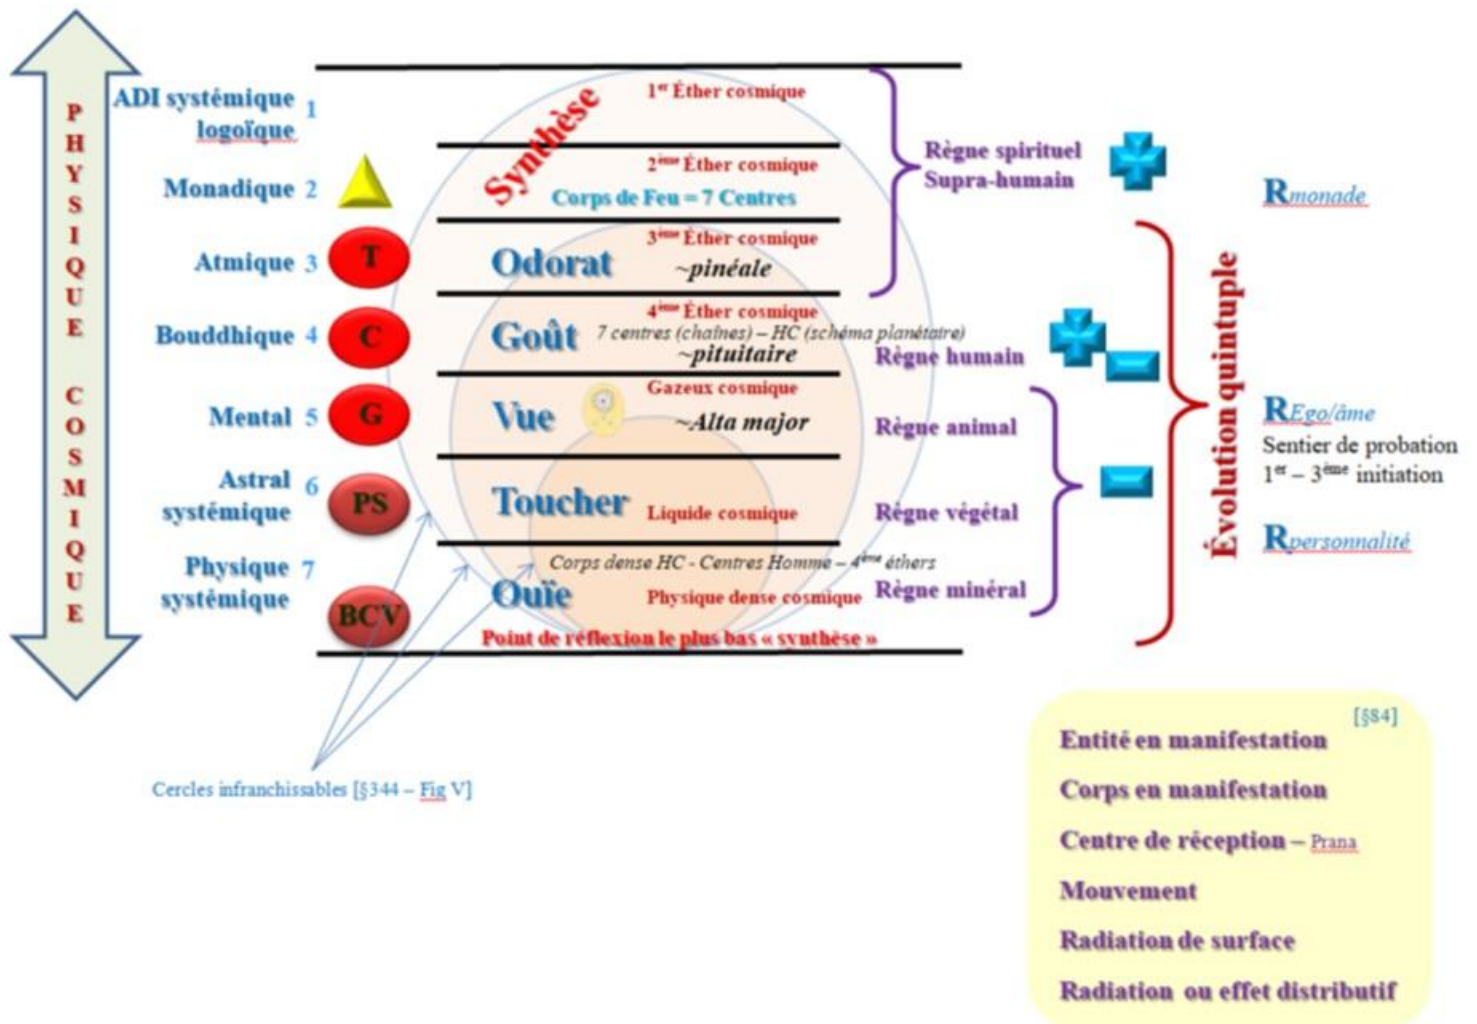 PHYSIQUE COSMIQUE
ADI systémique 1
logoïque
Monadique 2
Atmique 3
Bouddhique 4
Mental 5
Astral 6
systémique
Physique 7
systémique
T
C
G
PS
BCV
Synthèse
1er Éther cosmique
2ème Éther cosmique
Corps de Feu = 7 Centres
3ème Éther cosmique
Odorat ~pinéale
4ème Éther cosmique
Goût 7 centres (chaînes) – HC (schéma planétaire)
~pituitaire
Gazeux cosmique
Vue ~Alta major
Toucher Liquide cosmique
Corps dense HC - Centres Homme – 4ème éthers
Ouïe Physique dense cosmique
Point de réflexion le plus bas « synthèse »
Règne spirituel
Supra-humain
Règne humain
Règne animal
Règne végétal
Règne minéral
Évolution quintuple
Rmonade
REgo/âme
Sentier de probation
1er – 3ème initiation
Rpersonnalité
Cercles infranchissables [§344 – Fig V]
[§84]
Entité en manifestation
Corps en manifestation
Centre de réception – Prana
Mouvement
Radiation de surface
Radiation ou effet distributif